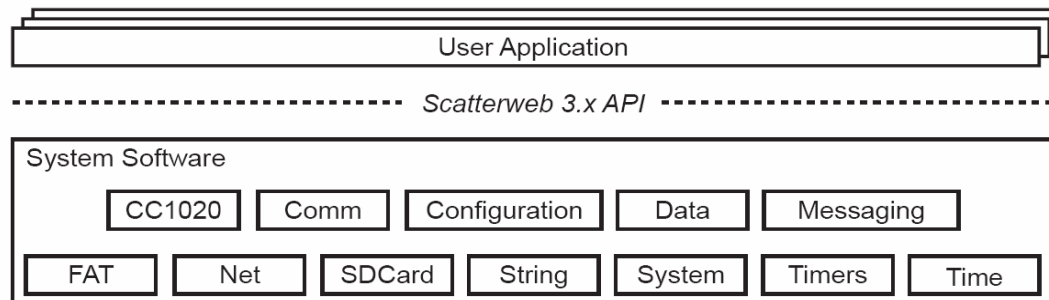 User Application
Scatterweb 3.x API
System Software
CC1020 Comm Configuration Data Messaging
FAT Net SDCard String System Timers Time